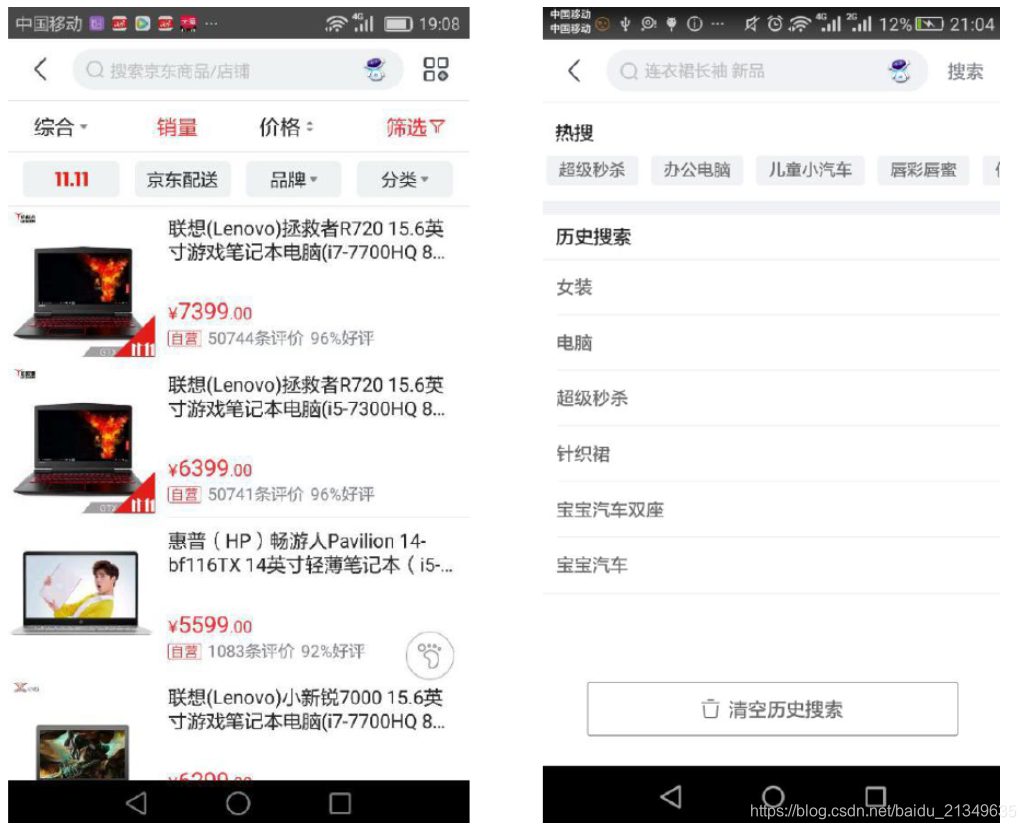 中国移动 ... 4G 19:08
搜索京东商品/店铺
综合 销量 价格 筛选
11.11 京东配送 品牌 分类
联想(Lenovo)拯救者R720 15.6英
寸游戏笔记本电脑(i7-7700HQ 8...
¥7399.00
自营 50744条评价 96%好评
11.11
联想(Lenovo)拯救者R720 15.6英
寸游戏笔记本电脑(i5-7300HQ 8...
¥6399.00
自营 50741条评价 96%好评
11.11
惠普（HP）畅游人Pavilion 14-
bf116TX 14英寸轻薄笔记本（i5-...
¥5599.00
自营 1083条评价 92%好评
联想(Lenovo)小新锐7000 15.6英
寸游戏笔记本电脑(i7-7700HQ 8...
¥6299.00
中国移动
中国移动 ... 4G 2G 12% 21:04
连衣裙长袖 新品 搜索
热搜
超级秒杀 办公电脑 儿童小汽车 唇彩唇蜜
历史搜索
女装
电脑
超级秒杀
针织裙
宝宝汽车双座
宝宝汽车
清空历史搜索
https://blog.csdn.net/baidu_21349635